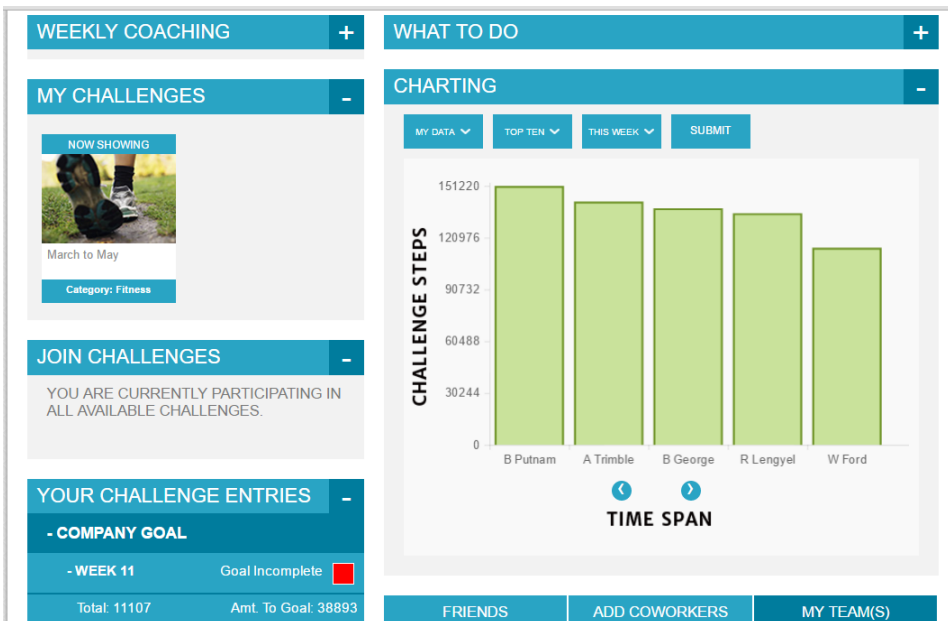 WEEKLY COACHING +
MY CHALLENGES -
NOW SHOWING
March to May
Category: Fitness
JOIN CHALLENGES -
YOU ARE CURRENTLY PARTICIPATING IN
ALL AVAILABLE CHALLENGES.
YOUR CHALLENGE ENTRIES -
- COMPANY GOAL
- WEEK 11 Goal Incomplete
Total: 11107 Amt. To Goal: 38893
WHAT TO DO +
CHARTING -
MY DATA TOP TEN THIS WEEK SUBMIT
CHALLENGE STEPS
151220
120976
90732
60488
30244
0
B Putnam A Trimble B George R Lengyel W Ford
TIME SPAN
FRIENDS ADD COWORKERS MY TEAM(S)